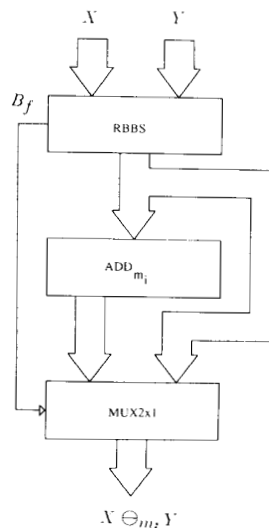 X Y
B_f
RBBS
ADD_{m_i}
MUX2x1
X ⊖_{m_i} Y